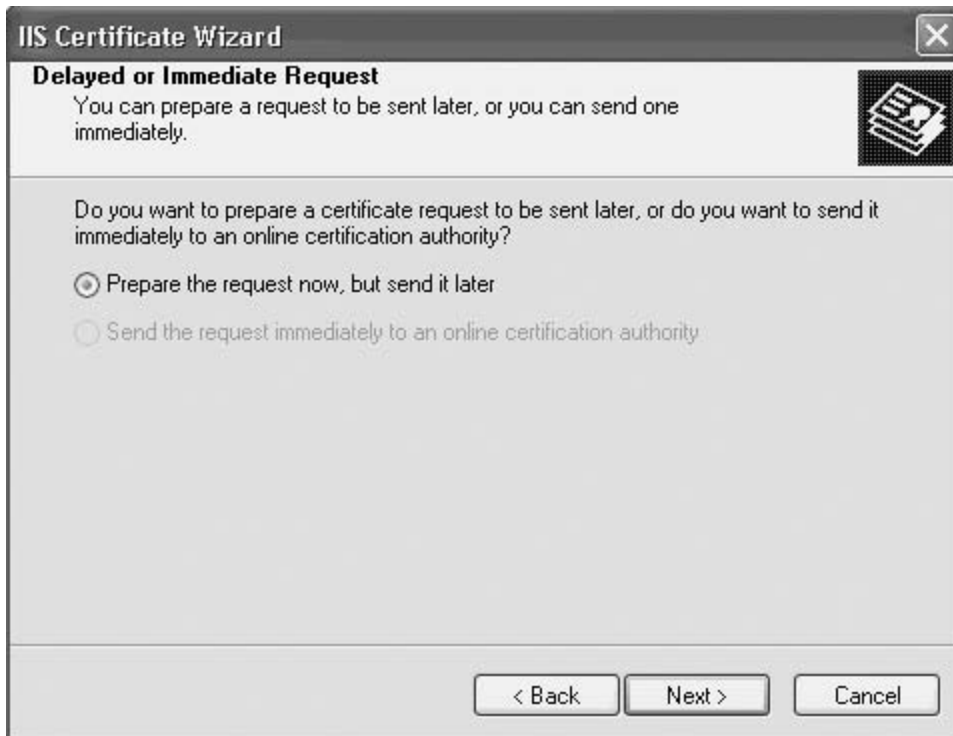 IIS Certificate Wizard
Delayed or Immediate Request
You can prepare a request to be sent later, or you can send one
immediately.
Do you want to prepare a certificate request to be sent later, or do you want to send it
immediately to an online certification authority?
Prepare the request now, but send it later
Send the request immediately to an online certification authority
< Back
Next >
Cancel